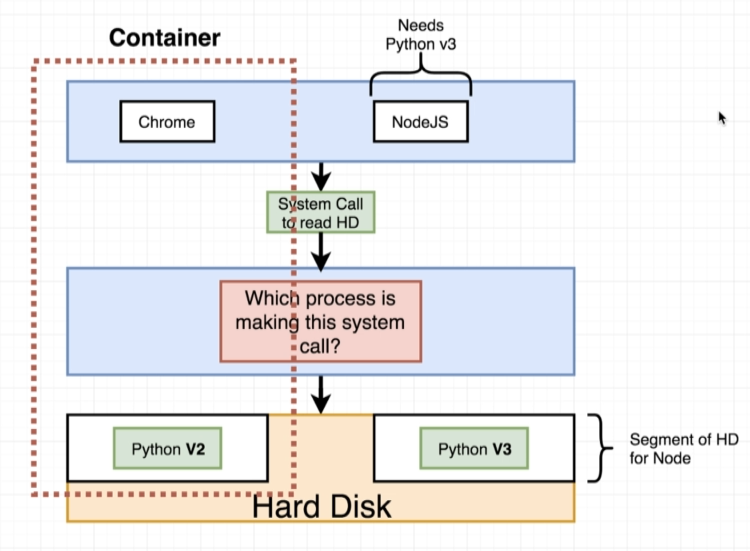 Container
Needs
Python v3
Chrome
NodeJS
System Call
to read HD
Which process is
making this system
call?
Python V2
Python V3
Segment of HD
for Node
Hard Disk